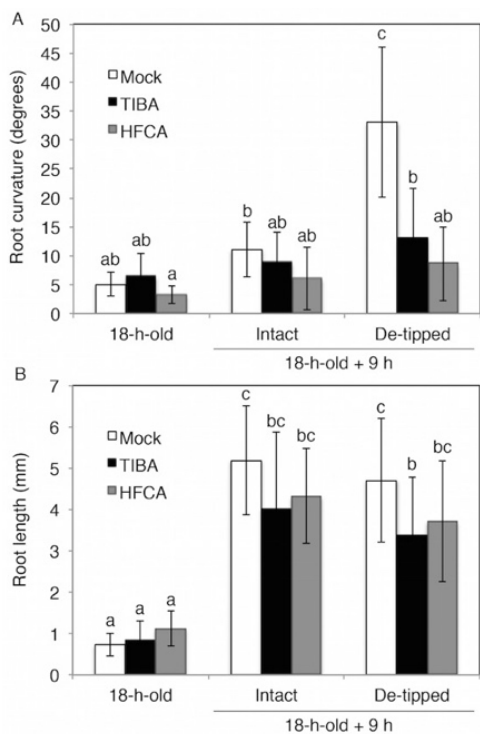 A
Root curvature (degrees)
50
45
40
35
30
25
20
15
10
5
0
Mock
TIBA
HFCA
ab
ab
a
b
ab
ab
c
b
ab
18-h-old
Intact
De-tipped
18-h-old + 9 h
B
Root length (mm)
7
6
5
4
3
2
1
0
Mock
TIBA
HFCA
a
a
a
c
bc
bc
c
b
bc
18-h-old
Intact
De-tipped
18-h-old + 9 h